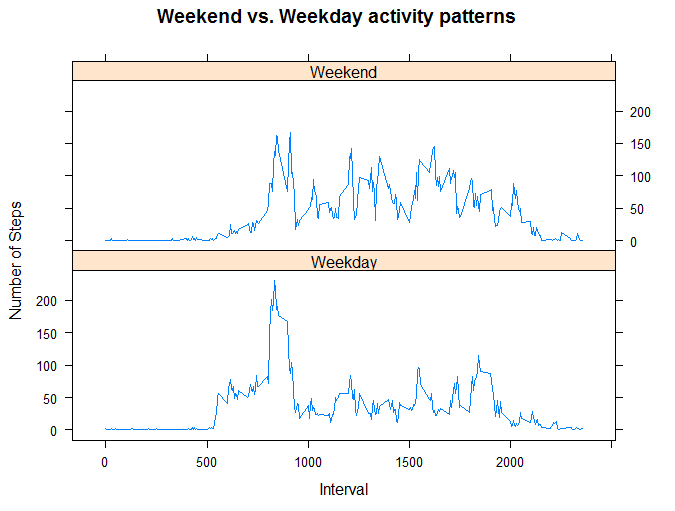 Weekend vs. Weekday activity patterns
Weekend
200
150
100
50
0
Number of Steps
Weekday
200
150
100
50
0
0 500 1000 1500 2000
Interval